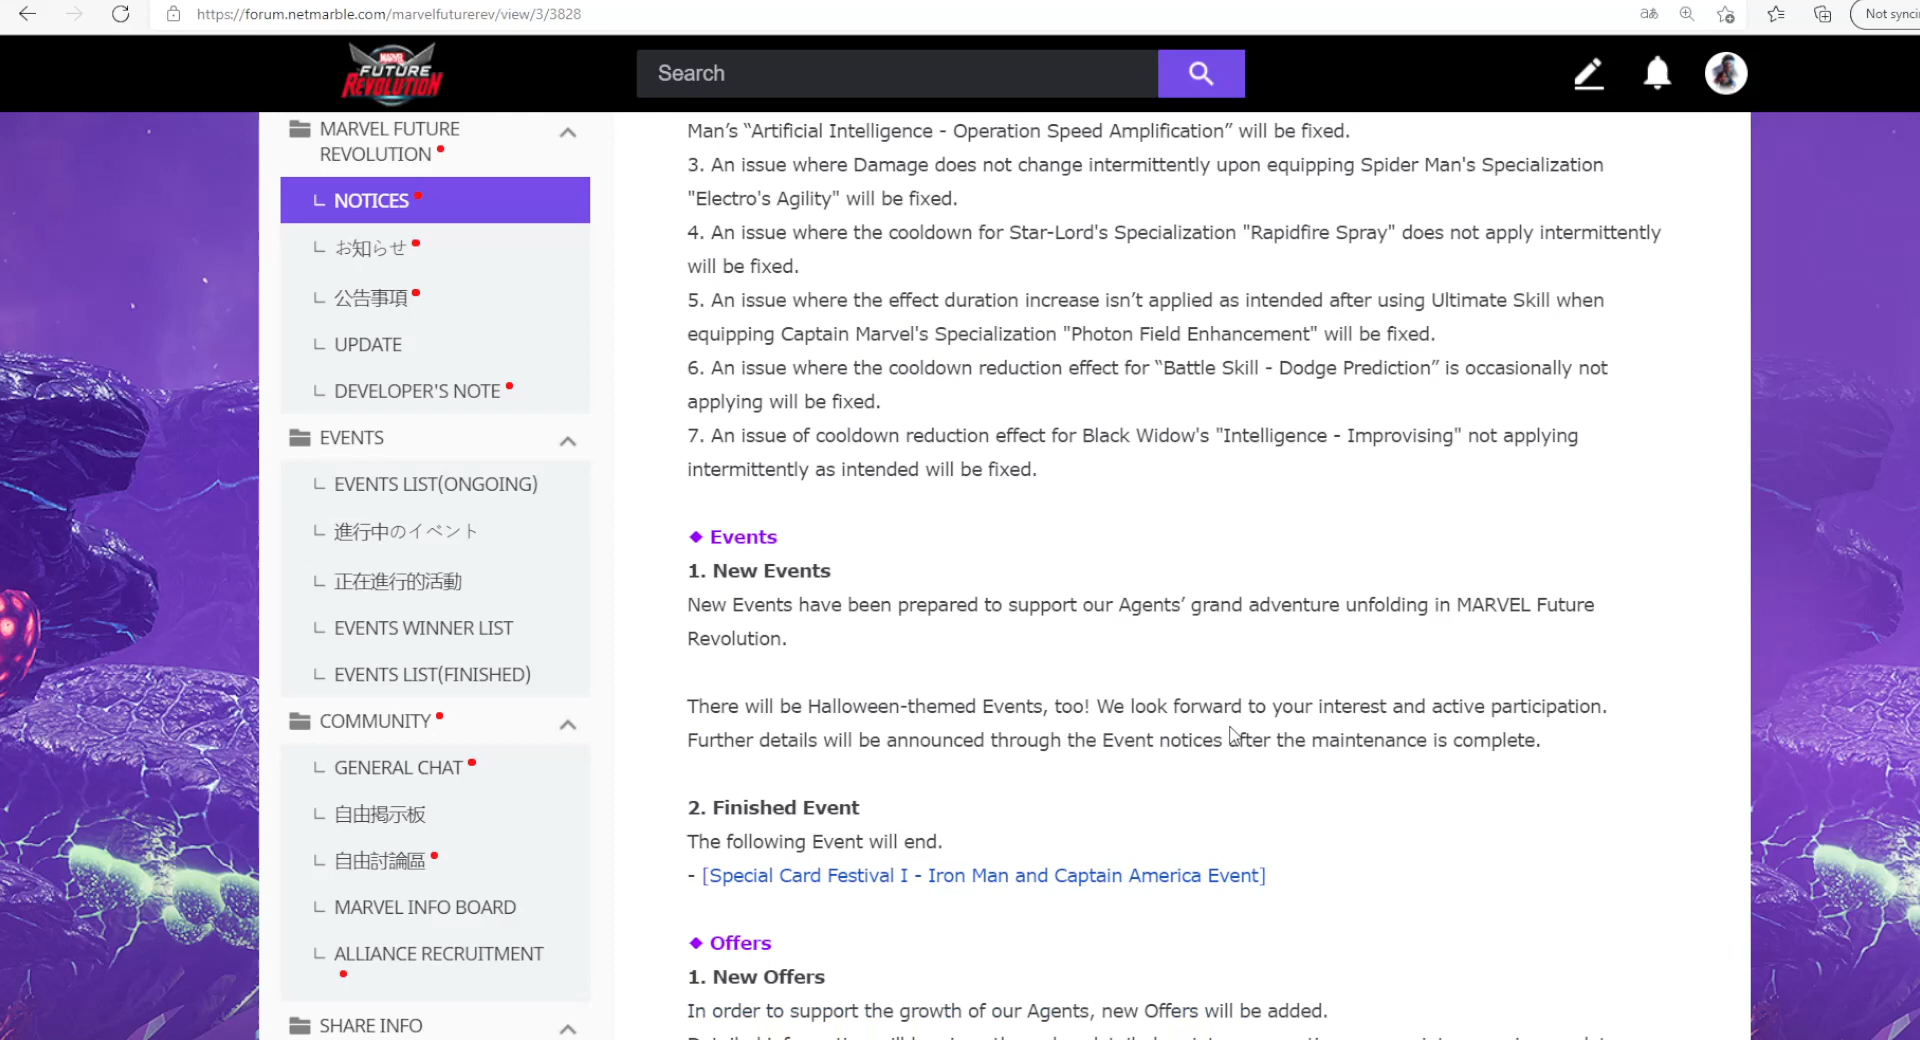 https://forum.netmarble.com/marvelfuturerev/view/3/3828
Not synci
MARVEL
FUTURE
REVOLUTION
Search
MARVEL FUTURE
REVOLUTION
NOTICES
お知らせ
公告事項
UPDATE
DEVELOPER'S NOTE
EVENTS
EVENTS LIST(ONGOING)
進行中のイベント
正在進行的活動
EVENTS WINNER LIST
EVENTS LIST(FINISHED)
COMMUNITY
GENERAL CHAT
自由掲示板
自由討論區
MARVEL INFO BOARD
ALLIANCE RECRUITMENT
SHARE INFO
Man’s “Artificial Intelligence - Operation Speed Amplification” will be fixed.
3. An issue where Damage does not change intermittently upon equipping Spider Man's Specialization
"Electro's Agility" will be fixed.
4. An issue where the cooldown for Star-Lord's Specialization "Rapidfire Spray" does not apply intermittently
will be fixed.
5. An issue where the effect duration increase isn’t applied as intended after using Ultimate Skill when
equipping Captain Marvel's Specialization "Photon Field Enhancement" will be fixed.
6. An issue where the cooldown reduction effect for “Battle Skill - Dodge Prediction” is occasionally not
applying will be fixed.
7. An issue of cooldown reduction effect for Black Widow's "Intelligence - Improvising" not applying
intermittently as intended will be fixed.
◆ Events
1. New Events
New Events have been prepared to support our Agents’ grand adventure unfolding in MARVEL Future
Revolution.
There will be Halloween-themed Events, too! We look forward to your interest and active participation.
Further details will be announced through the Event notices after the maintenance is complete.
2. Finished Event
The following Event will end.
- [Special Card Festival I - Iron Man and Captain America Event]
◆ Offers
1. New Offers
In order to support the growth of our Agents, new Offers will be added.